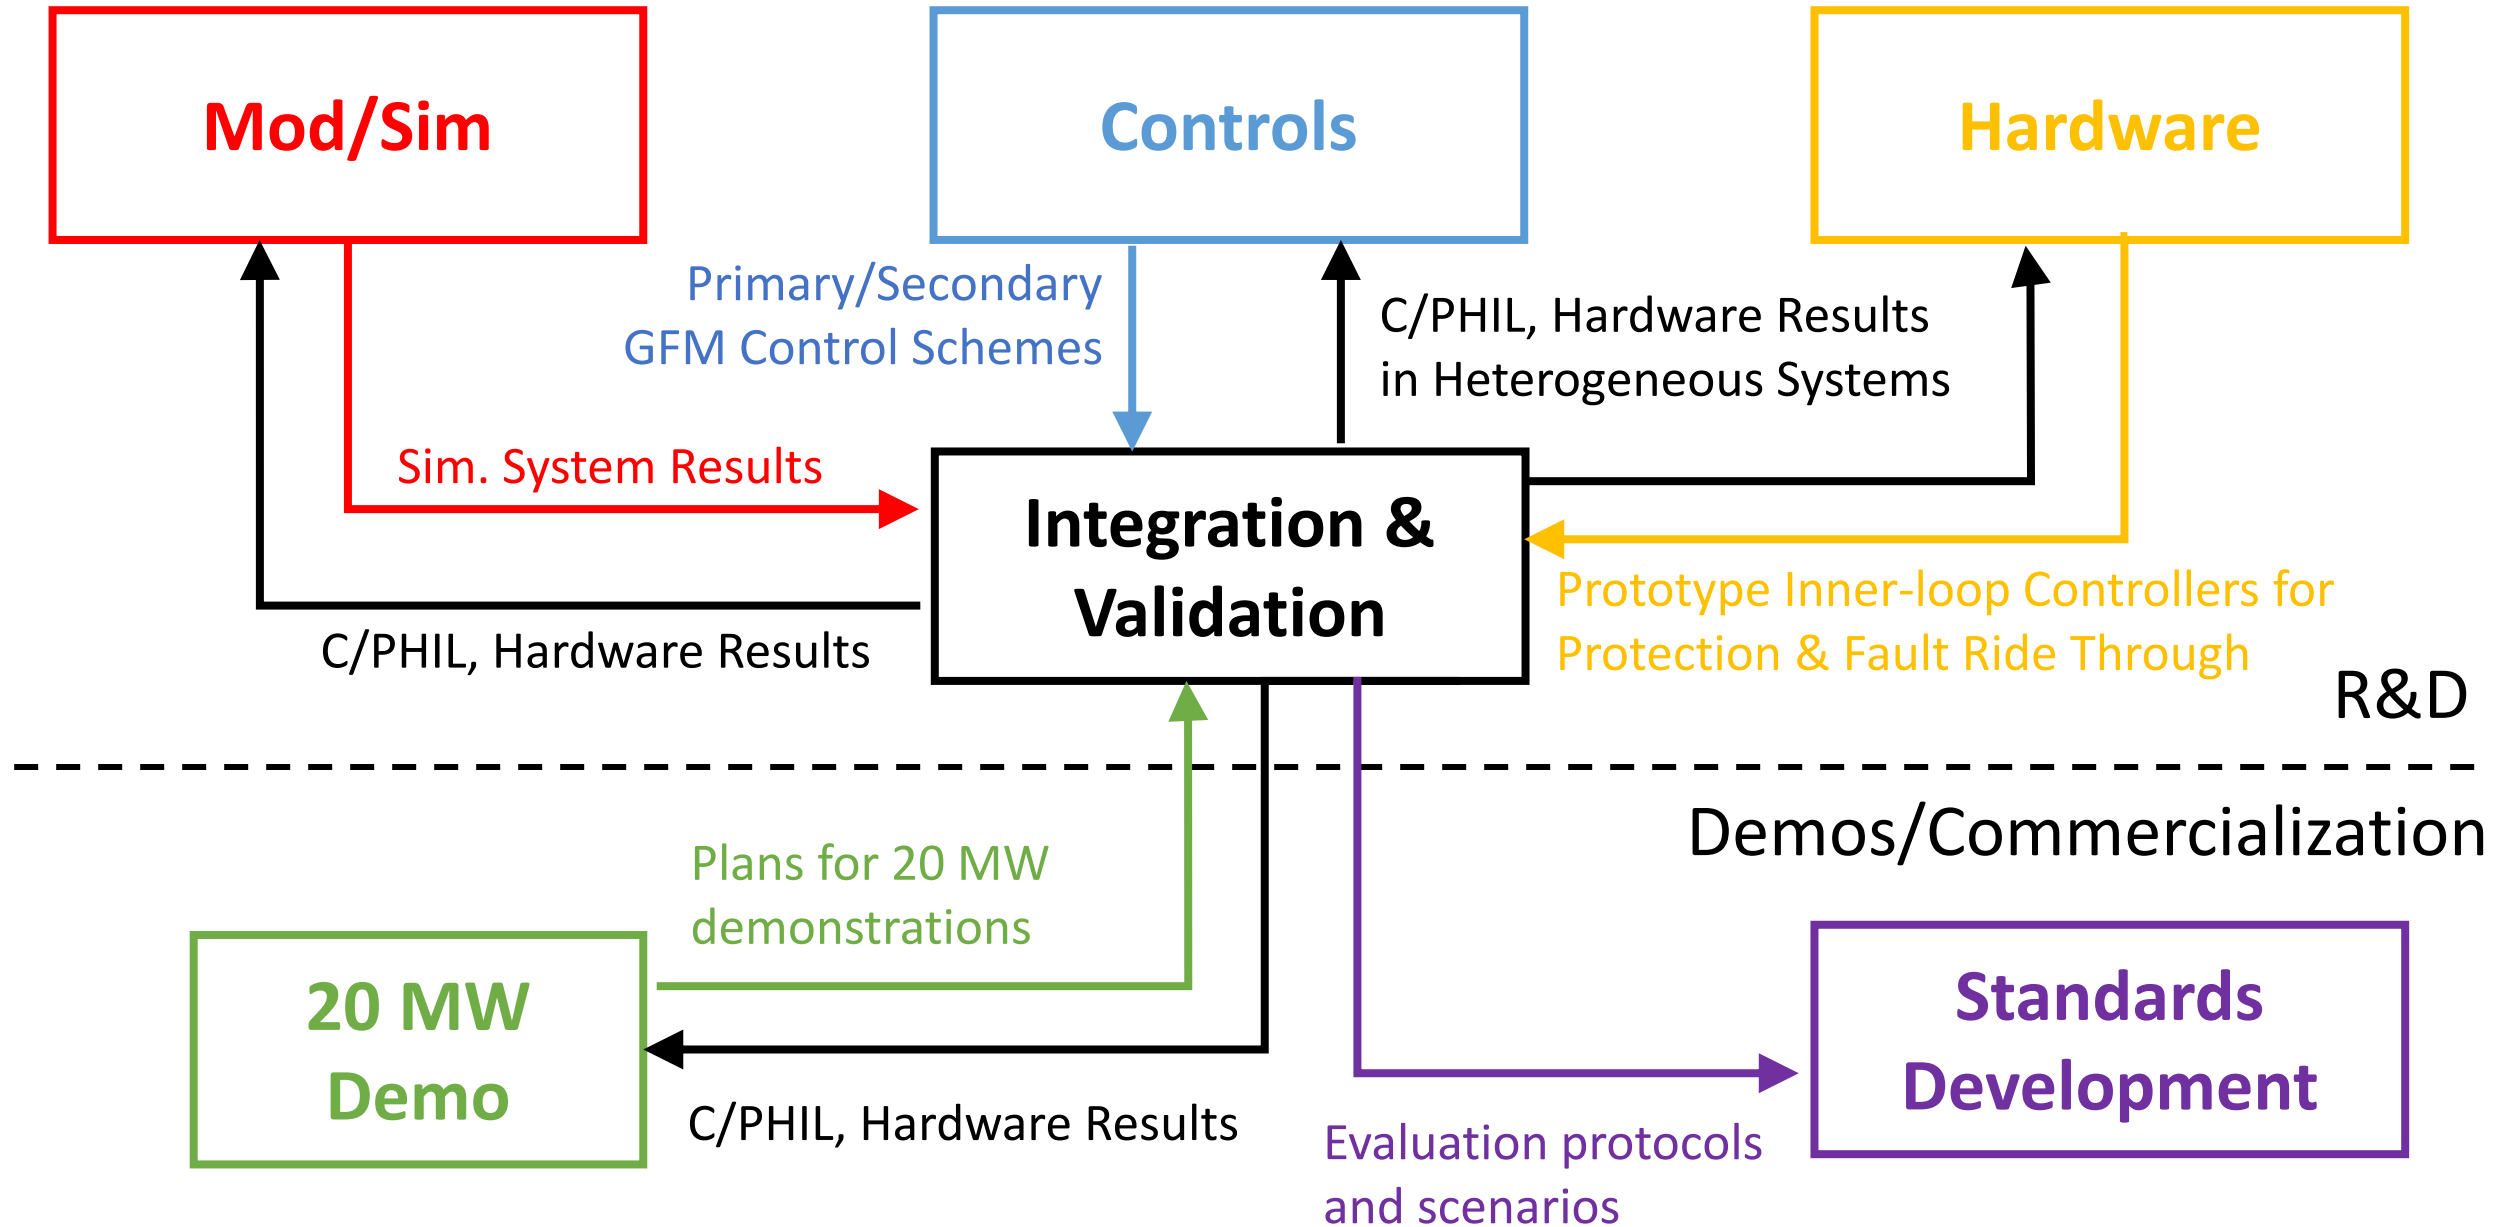 Mod/Sim
Controls
Hardware
Primary/Secondary
GFM Control Schemes
C/PHIL, Hardware Results
in Heterogeneous Systems
Sim. System Results
Integration &
Validation
Prototype Inner-loop Controllers for
Protection & Fault Ride Through
C/PHIL, Hardware Results
R&D
Demos/Commercialization
Plans for 20 MW
demonstrations
20 MW
Demo
Standards
Development
C/PHIL, Hardware Results
Evaluation protocols
and scenarios